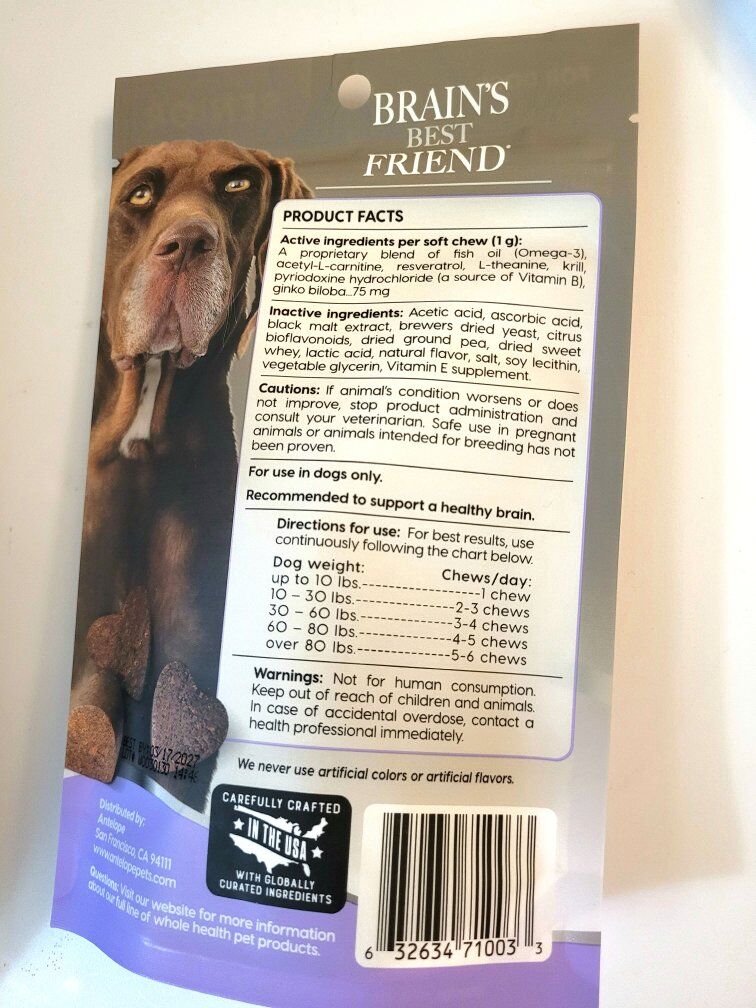 BRAIN'S
BEST
FRIEND
PRODUCT FACTS
Active ingredients per soft chew (1 g):
A proprietary blend of fish oil (Omega-3),
acetyl-L-carnitine, resveratrol, L-theanine, krill,
pyriodoxine hydrochloride (a source of Vitamin B),
ginko biloba...75 mg
Inactive ingredients: Acetic acid, ascorbic acid,
black malt extract, brewers dried yeast, citrus
bioflavonoids, dried ground pea, dried sweet
whey, lactic acid, natural flavor, salt, soy lecithin,
vegetable glycerin, Vitamin E supplement.
Cautions: If animal's condition worsens or does
not improve, stop product administration and
consult your veterinarian. Safe use in pregnant
animals or animals intended for breeding has not
been proven.
For use in dogs only.
Recommended to support a healthy brain.
Directions for use: For best results, use
continuously following the chart below.
Dog weight: Chews/day:
up to 10 lbs.-----------------1 chew
10 – 30 lbs.--------------2-3 chews
30 – 60 lbs.-------------3-4 chews
60 – 80 lbs.-------------4-5 chews
over 80 lbs.-------------5-6 chews
Warnings: Not for human consumption.
Keep out of reach of children and animals.
In case of accidental overdose, contact a
health professional immediately.
BEST BY:03/17/2027
We never use artificial colors or artificial flavors.
Distributed by:
Antelope
San Francisco, CA 94111
www.antelopepets.com
Questions: Visit our website for more information
about our full line of whole health pet products.
CAREFULLY CRAFTED
IN THE USA
WITH GLOBALLY
CURATED INGREDIENTS
6 32634 71003 3